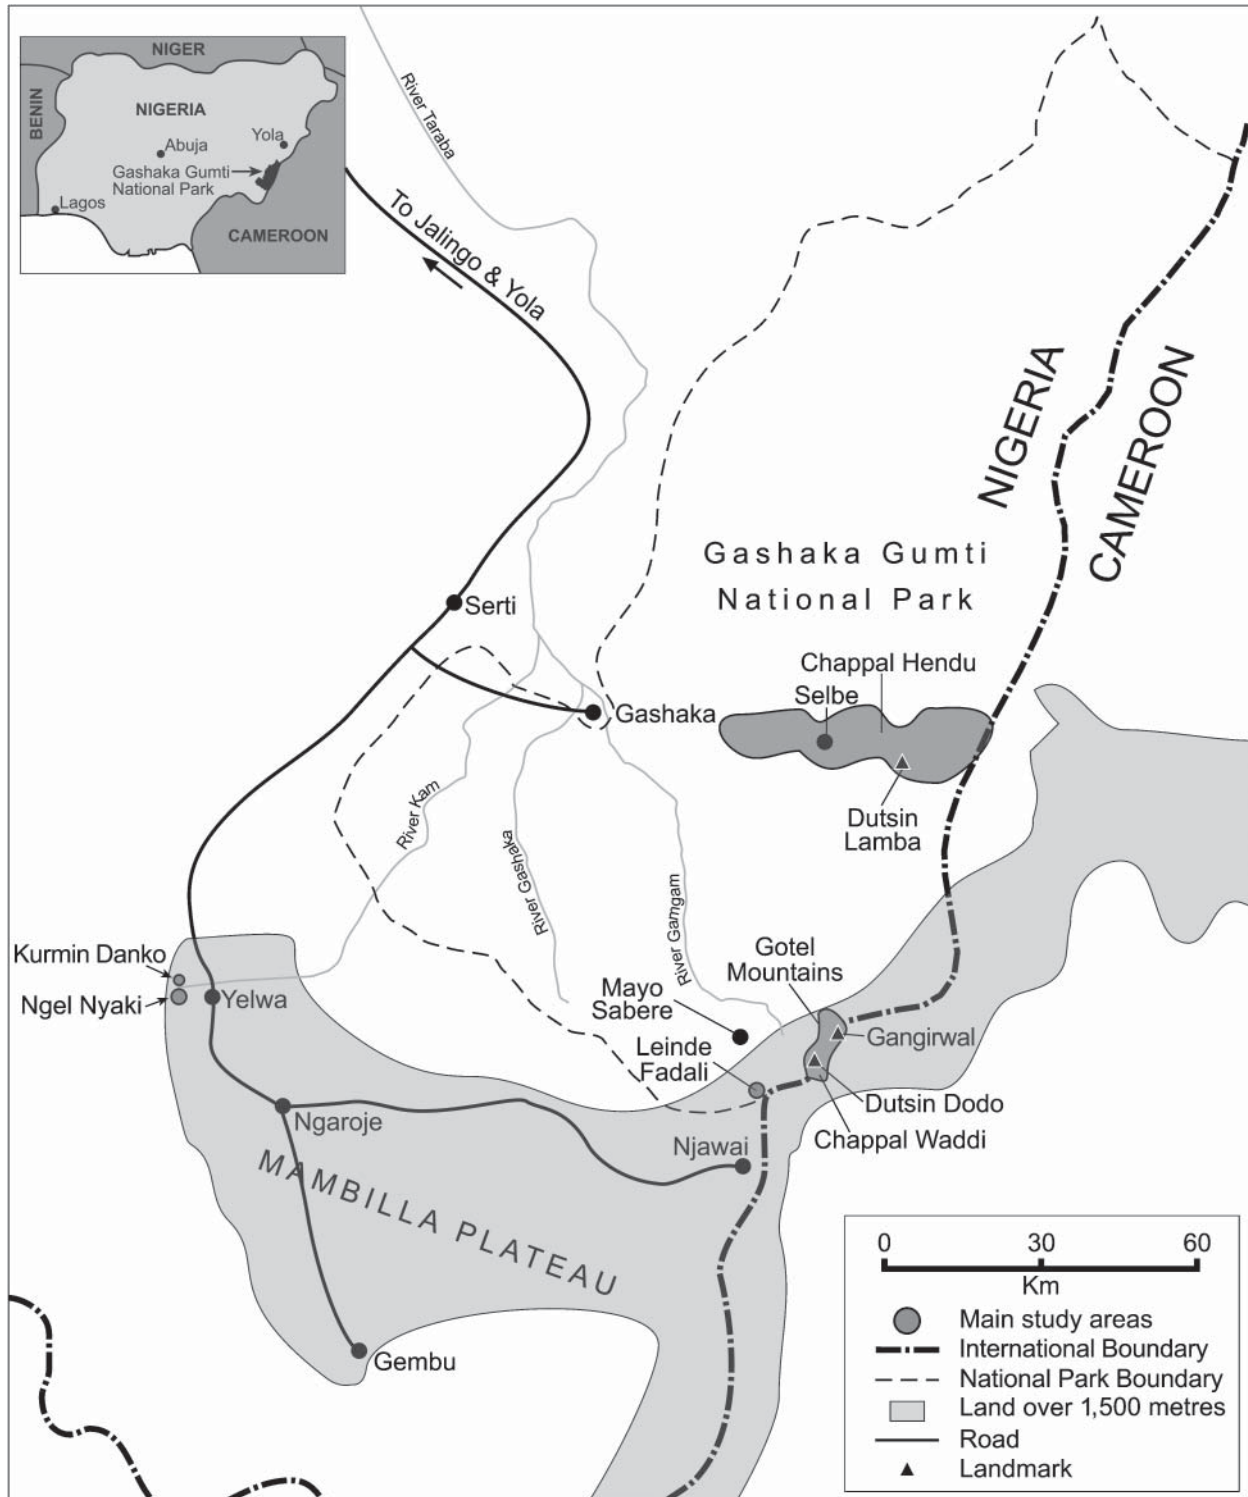 NIGER
BENIN
NIGERIA
Abuja
Yola
Gashaka Gumti
National Park
Lagos
CAMEROON
River Taraba
To Jalingo & Yola
NIGERIA
CAMEROON
Gashaka Gumti
National Park
Serti
Chappal Hendu
Selbe
Gashaka
Dutsin
Lamba
River Kam
River Gashaka
River Gamgam
Gotel
Mountains
Kurmin Danko
Ngel Nyaki
Yelwa
Mayo
Sabere
Leinde
Fadali
Gangirwal
Dutsin Dodo
Chappal Waddi
Ngaroje
Njawai
MAMBILLA PLATEAU
Gembu
0 30 60
Km
Main study areas
International Boundary
National Park Boundary
Land over 1,500 metres
Road
Landmark